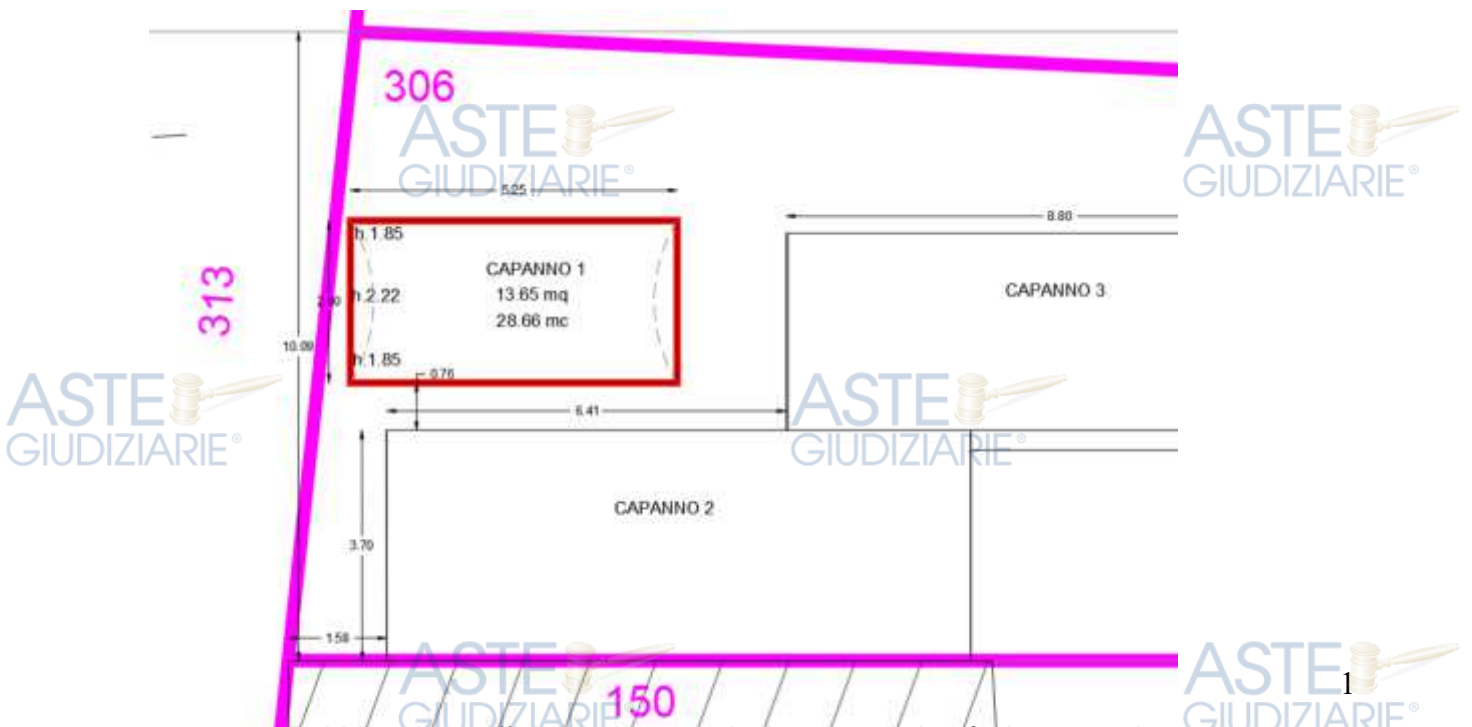 306
ASTE
GIUDIZIARIE®
ASTE
GIUDIZIARIE®
5.25
8.80
h.1.85
CAPANNO 1
13.65 mq
28.66 mc
h.2.22
h.1.85
CAPANNO 3
313
10.09
0.76
6.41
ASTE
GIUDIZIARIE®
ASTE
GIUDIZIARIE®
CAPANNO 2
3.70
1.58
ASTE
GIUDIZIARIE
150
ASTE
GIUDIZIARIE®
1